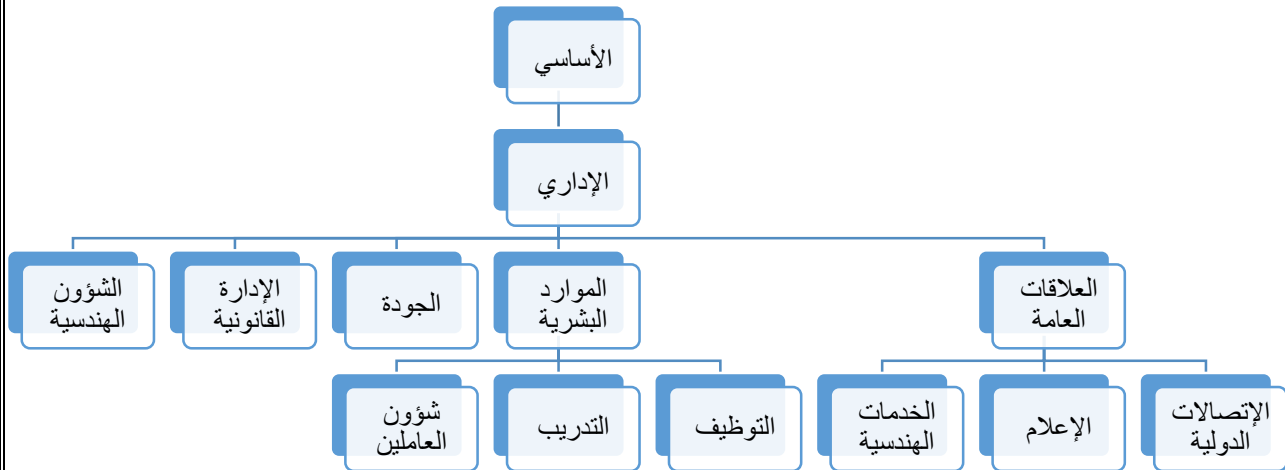 الأساسي
الإداري
العلاقات
العامة
الموارد
البشرية
الجودة
الإدارة
القانونية
الشؤون
الهندسية
الإتصالات
الدولية
الإعلام
الخدمات
الهندسية
التوظيف
التدريب
شؤون
العاملين